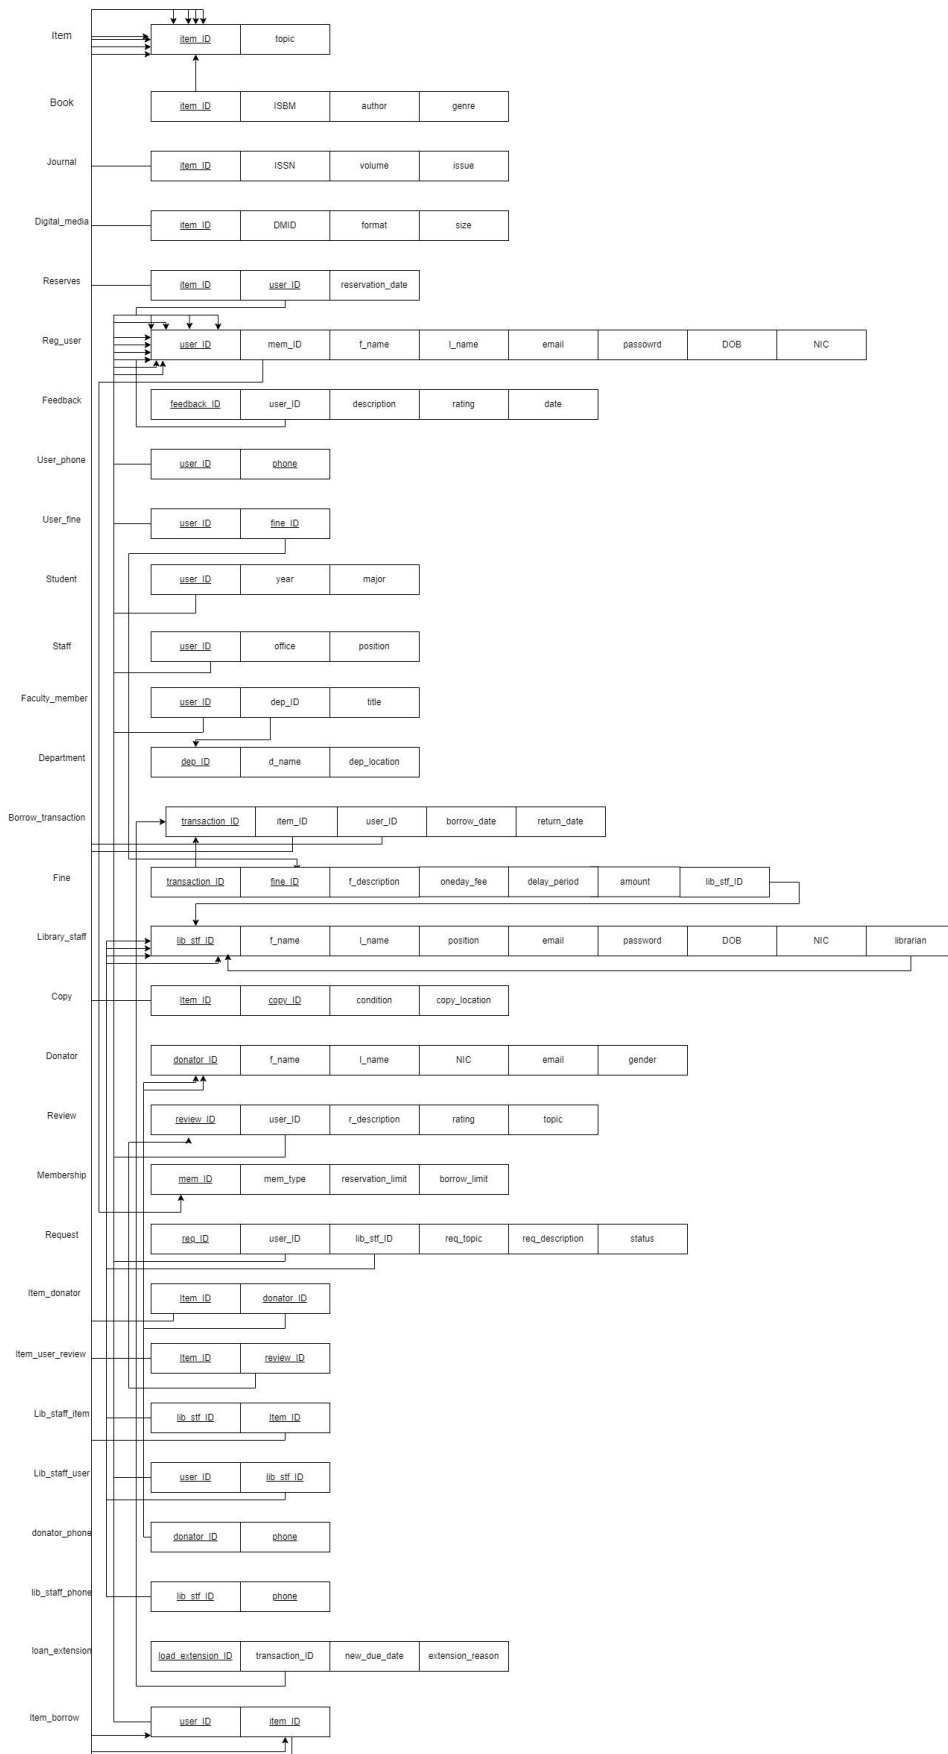 Item item_ID topic
Book item_ID ISBM author genre
Journal item_ID ISSN volume issue
Digital_media item_ID DMID format size
Reserves item_ID user_ID reservation_date
Reg_user user_ID mem_ID f_name l_name email passowrd DOB NIC
Feedback feedback_ID user_ID description rating date
User_phone user_ID phone
User_fine user_ID fine_ID
Student user_ID year major
Staff user_ID office position
Faculty_member user_ID dep_ID title
Department dep_ID d_name dep_location
Borrow_transaction transaction_ID item_ID user_ID borrow_date return_date
Fine transaction_ID fine_ID f_description oneday_fee delay_period amount lib_stf_ID
Library_staff lib_stf_ID f_name l_name position email password DOB NIC librarian
Copy Item_ID copy_ID condition copy_location
Donator donator_ID f_name l_name NIC email gender
Review review_ID user_ID r_description rating topic
Membership mem_ID mem_type reservation_limit borrow_limit
Request req_ID user_ID lib_stf_ID req_topic req_description status
Item_donator Item_ID donator_ID
Item_user_review Item_ID review_ID
Lib_staff_item lib_stf_ID Item_ID
Lib_staff_user user_ID lib_stf_ID
donator_phone donator_ID phone
lib_staff_phone lib_stf_ID phone
loan_extension load_extension_ID transaction_ID new_due_date extension_reason
Item_borrow user_ID item_ID